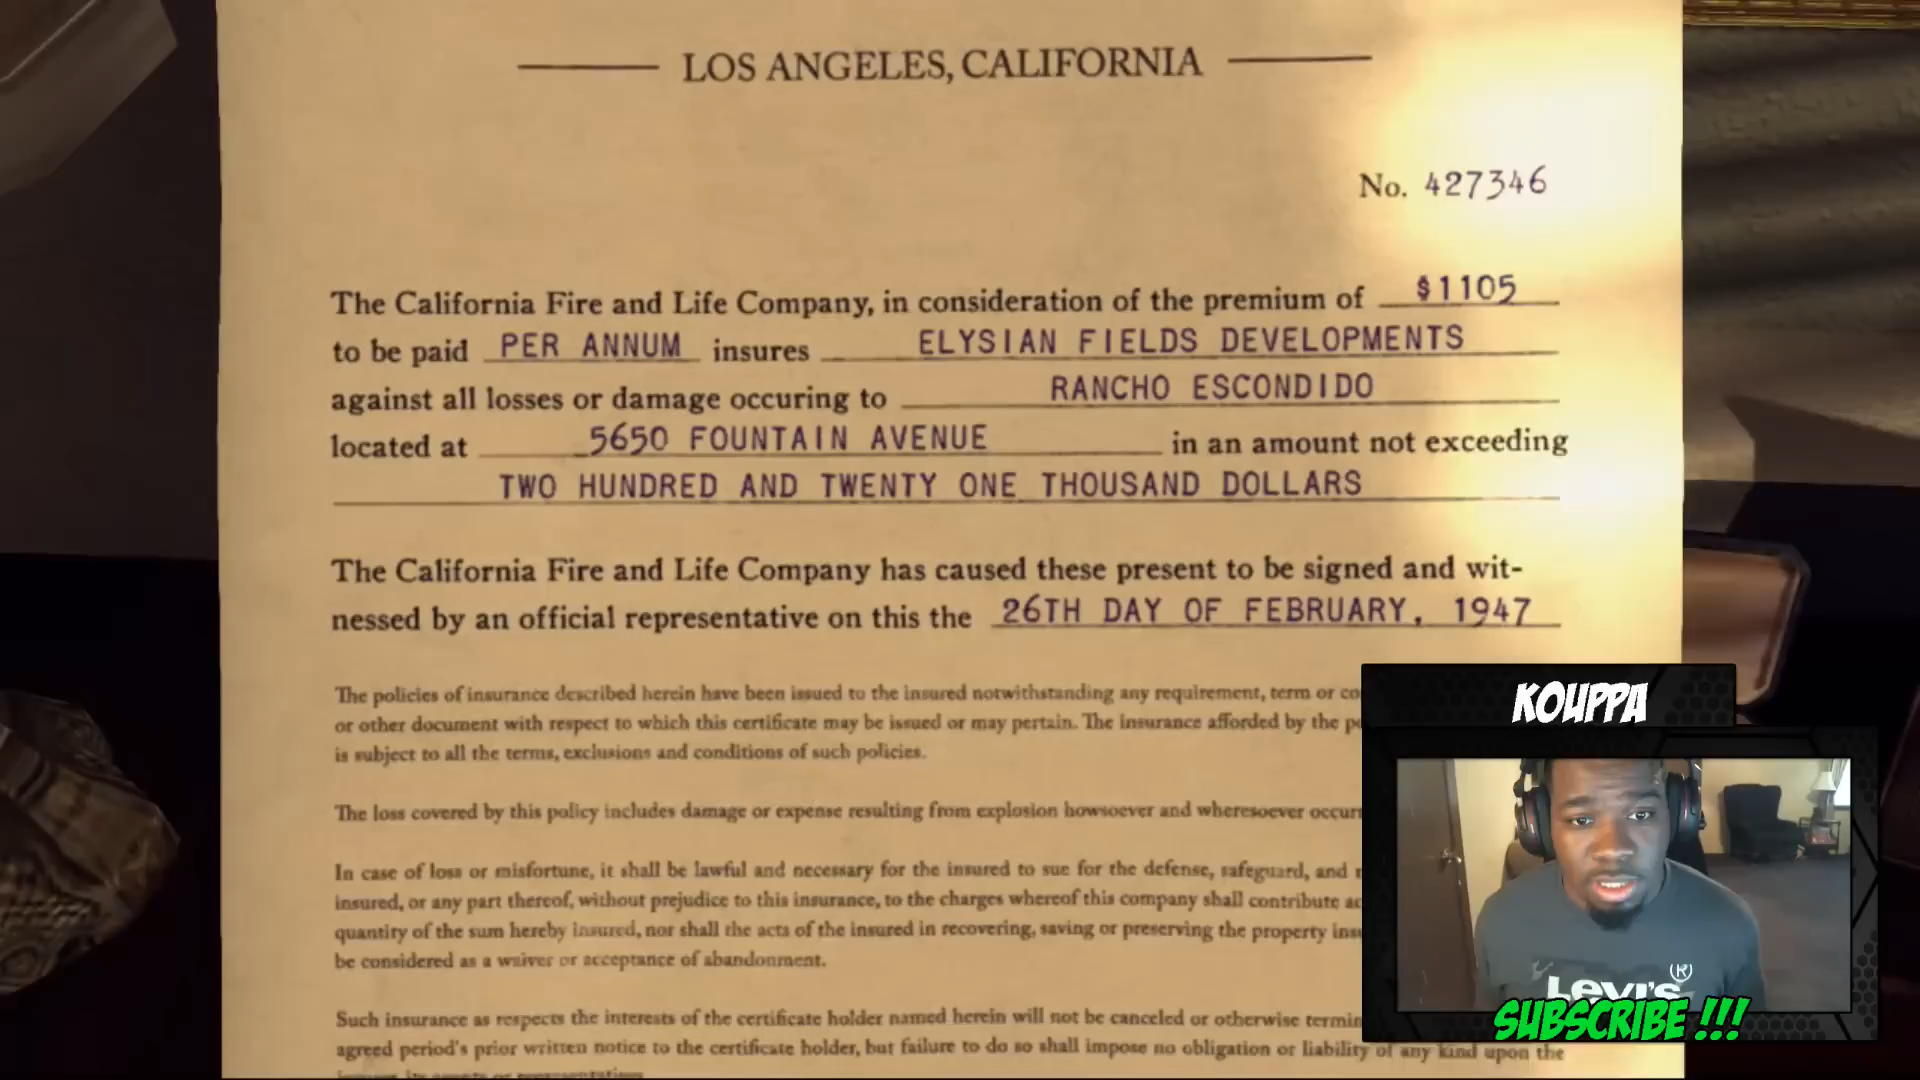 LOS ANGELES, CALIFORNIA
No. 427346
The California Fire and Life Company, in consideration of the premium of $1105
to be paid PER ANNUM insures ELYSIAN FIELDS DEVELOPMENTS
against all losses or damage occuring to RANCHO ESCONDIDO
located at 5650 FOUNTAIN AVENUE in an amount not exceeding
TWO HUNDRED AND TWENTY ONE THOUSAND DOLLARS
The California Fire and Life Company has caused these present to be signed and wit-
nessed by an official representative on this the 26TH DAY OF FEBRUARY, 1947
The policies of insurance described herein have been issued to the insured notwithstanding any requirement, term or
or other document with respect to which this certificate may be issued or may pertain. The insurance afforded by the
is subject to all the terms, exclusions and conditions of such policies.
The loss covered by this policy includes damage or expense resulting from explosion howsoever and wheresoever
In case of loss or misfortune, it shall be lawful and necessary for the insured to sue for the defense, safeguard, and
insured, or any part thereof, without prejudice to this insurance, to the charges whereof this company shall contribute
quantity of the sum hereby insured, nor shall the acts of the insured in recovering, saving or preserving the property
be considered as a waiver or acceptance of abandonment.
Such insurance as respects the interests of the certificate holder named herein will not be canceled or otherwise
agreed period's prior written notice to the certificate holder, but failure to do so shall impose no obligation or liability of any kind upon the
KOUPPA
Levi's ®
SUBSCRIBE !!!